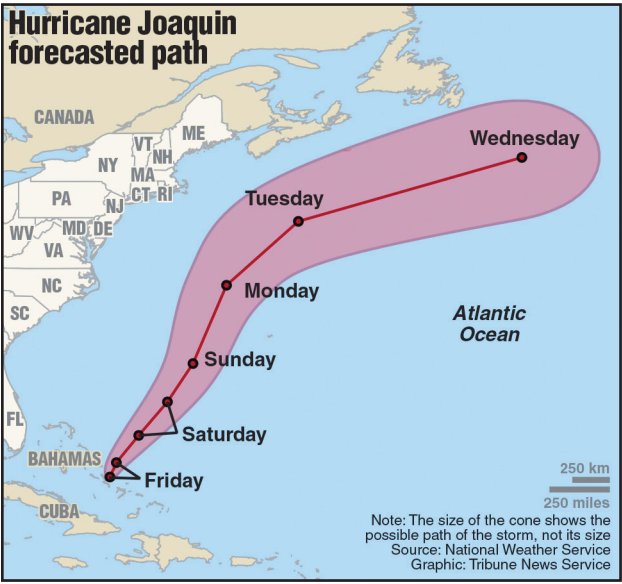 Hurricane Joaquin
forecasted path
CANADA
ME
VT
NH
NY
MA
CT RI
PA
NJ
WV
MD DE
VA
NC
SC
FL
BAHAMAS
CUBA
Wednesday
Tuesday
Monday
Sunday
Saturday
Friday
Atlantic
Ocean
250 km
250 miles
Note: The size of the cone shows the
possible path of the storm, not its size
Source: National Weather Service
Graphic: Tribune News Service